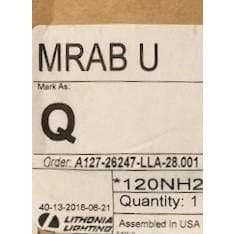 MRAB U
Mark As:
Q
Order: A127-26247-LLA-28.001
*120NH2
40-13-2018-06-21
Quantity: 1
LITHONIA
LIGHTING
Assembled in USA